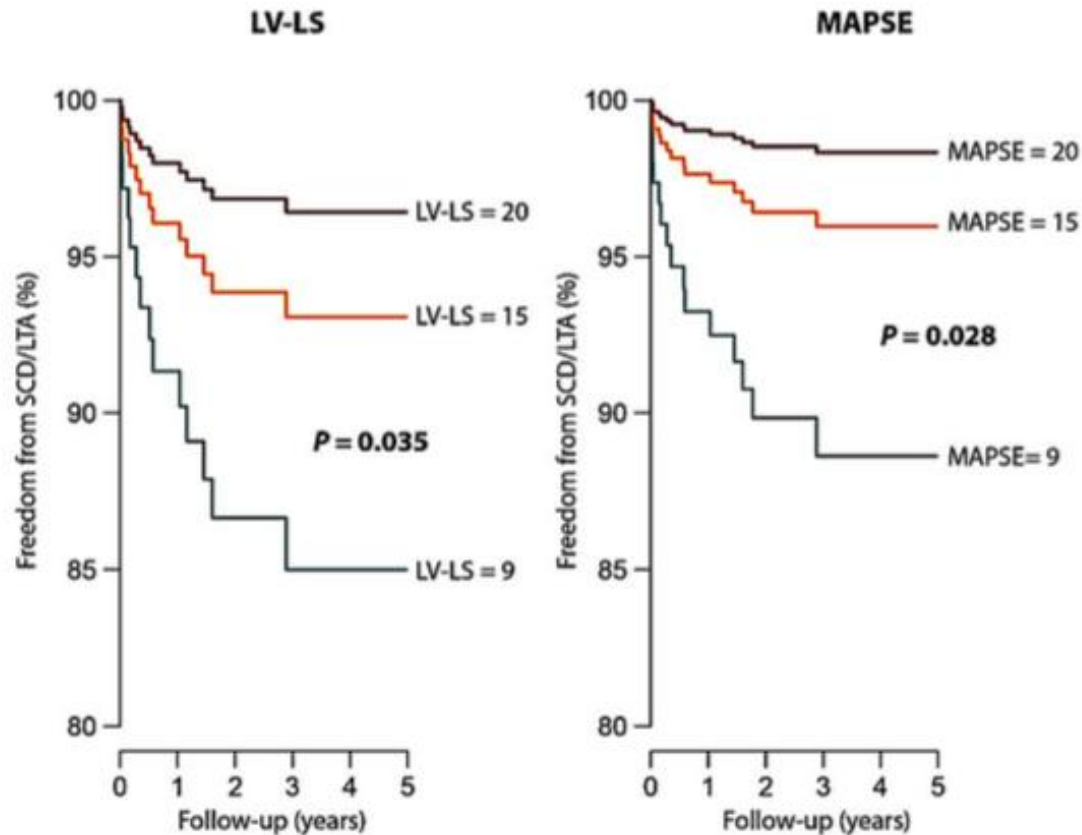 LV-LS
MAPSE
Freedom from SCD/LTA (%)
100
95
90
85
80
LV-LS = 20
LV-LS = 15
P = 0.035
LV-LS = 9
0 1 2 3 4 5
Follow-up (years)
Freedom from SCD/LTA (%)
100
95
90
85
80
MAPSE = 20
MAPSE = 15
P = 0.028
MAPSE= 9
0 1 2 3 4 5
Follow-up (years)